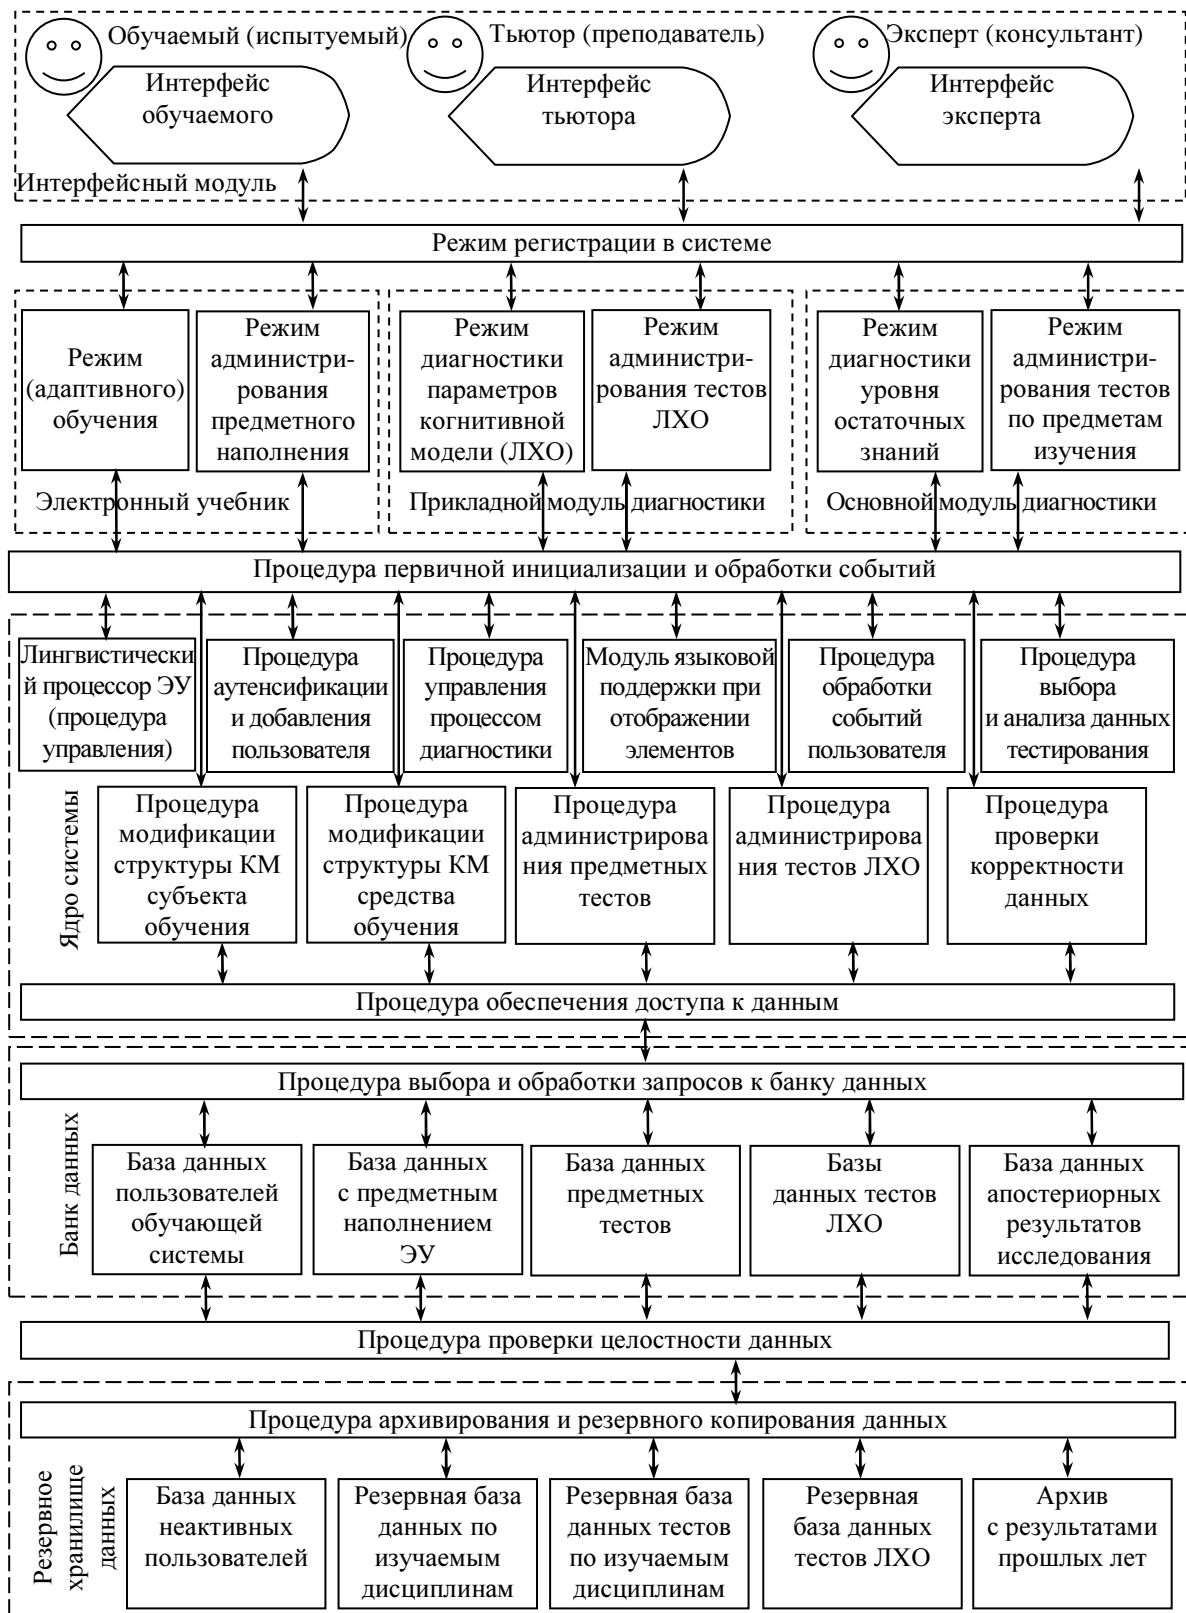 Обучаемый (испытуемый)
Тьютор (преподаватель)
Эксперт (консультант)
Интерфейс
обучаемого
Интерфейс
тьютора
Интерфейс
эксперта
Интерфейсный модуль
Режим регистрации в системе
Режим
(адаптивного)
обучения
Режим
администри-
рования
предметного
наполнения
Электронный учебник
Режим
диагностики
параметров
когнитивной
модели (ЛХО)
Режим
администри-
рования тестов
ЛХО
Прикладной модуль диагностики
Режим
диагностики
уровня
остаточных
знаний
Режим
администри-
рования тестов
по предметам
изучения
Основной модуль диагностики
Процедура первичной инициализации и обработки событий
Лингвистически
й процессор ЭУ
(процедура
управления)
Процедура
аутенсификации
и добавления
пользователя
Процедура
управления
процессом
диагностики
Модуль языковой
поддержки при
отображении
элементов
Процедура
обработки
событий
пользователя
Процедура
выбора
и анализа данных
тестирования
Ядро системы
Процедура
модификации
структуры КМ
субъекта
обучения
Процедура
модификации
структуры КМ
средства
обучения
Процедура
администрирова
ния предметных
тестов
Процедура
администрирова
ния тестов ЛХО
Процедура
проверки
корректности
данных
Процедура обеспечения доступа к данным
Процедура выбора и обработки запросов к банку данных
Банк данных
База данных
пользователей
обучающей
системы
База данных
с предметным
наполнением
ЭУ
База данных
предметных
тестов
Базы
данных тестов
ЛХО
База данных
апостериорных
результатов
исследования
Процедура проверки целостности данных
Процедура архивирования и резервного копирования данных
Резервное
хранилище
данных
База данных
неактивных
пользователей
Резервная база
данных по
изучаемым
дисциплинам
Резервная база
данных тестов
по изучаемым
дисциплинам
Резервная
база данных
тестов ЛХО
Архив
с результатами
прошлых лет